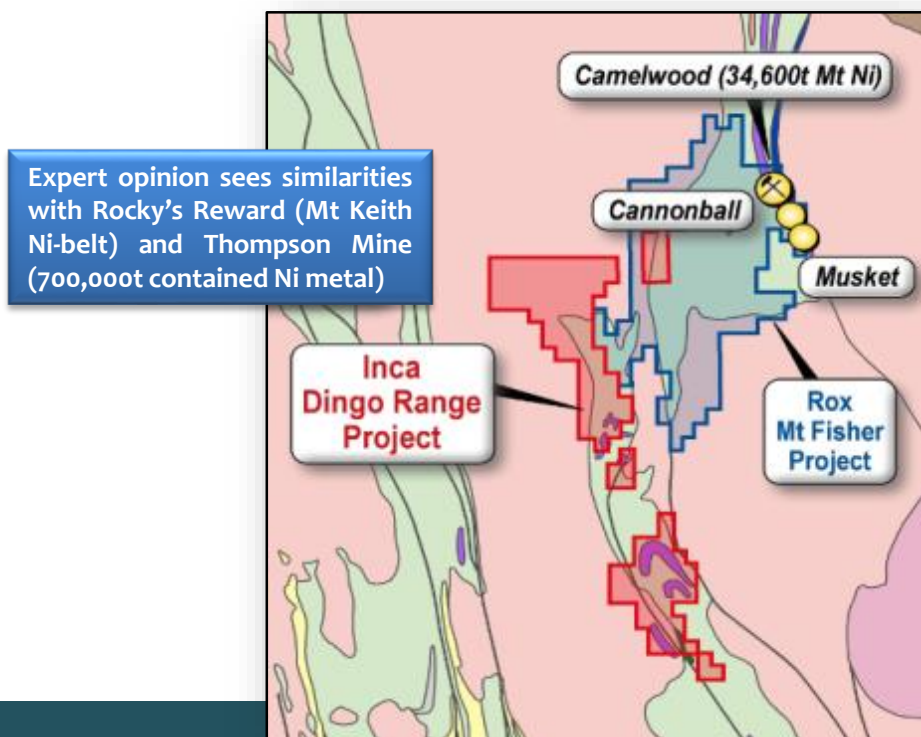 Expert opinion sees similarities
with Rocky’s Reward (Mt Keith
Ni-belt) and Thompson Mine
(700,000t contained Ni metal)
Camelwood (34,600t Mt Ni)
Cannonball
Musket
Inca
Dingo Range
Project
Rox
Mt Fisher
Project